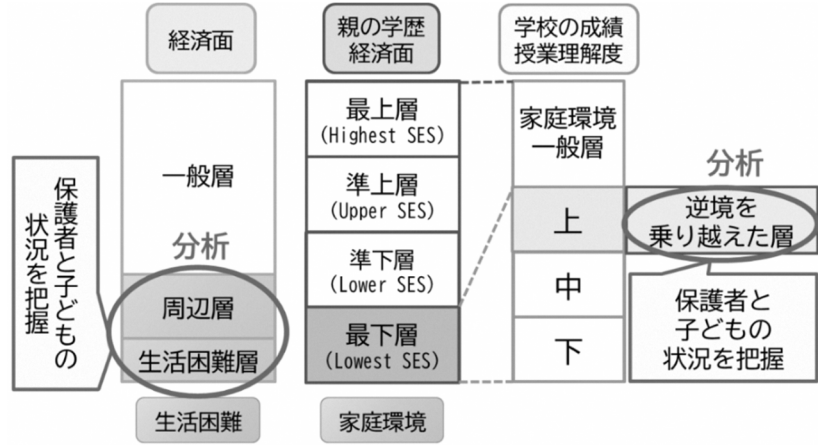 経済面
親の学歴
経済面
学校の成績
授業理解度
一般層
分析
周辺層
生活困難層
保護者と子どもの
状況を把握
生活困難
最上層
(Highest SES)
準上層
(Upper SES)
準下層
(Lower SES)
最下層
(Lowest SES)
家庭環境
家庭環境
一般層
上
中
下
分析
逆境を
乗り越えた層
保護者と
子どもの
状況を把握